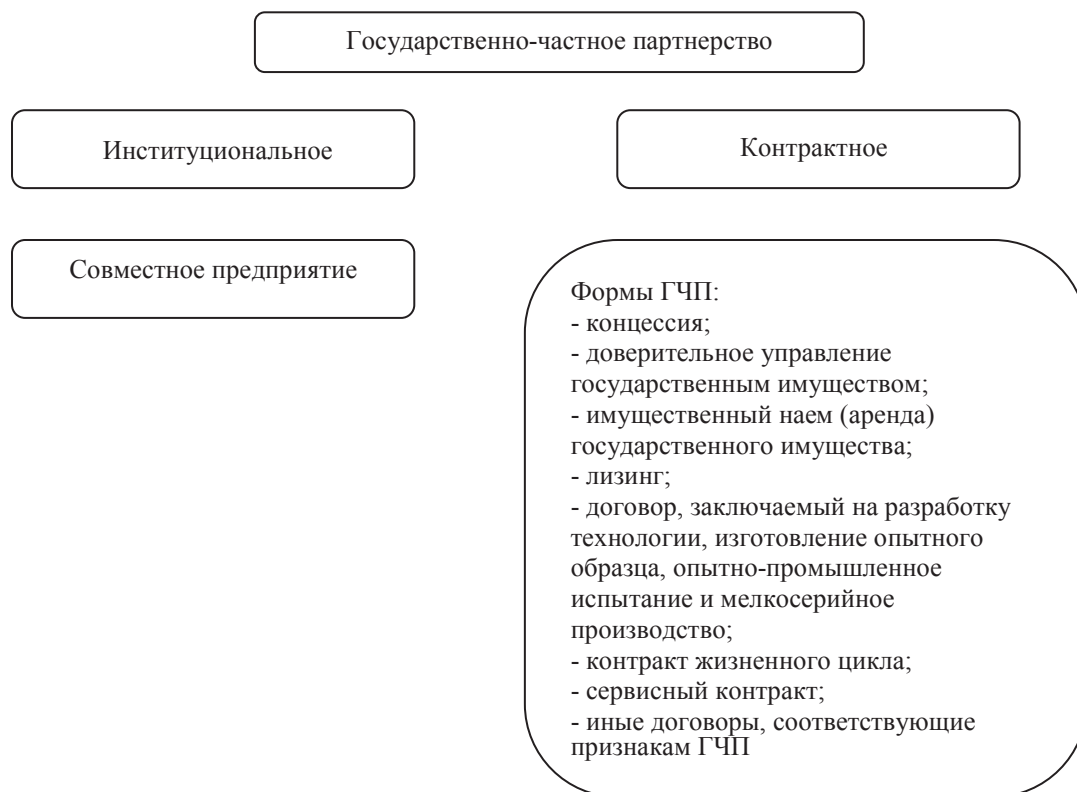 Государственно-частное партнерство
Институциональное
Контрактное
Совместное предприятие
Формы ГЧП:
- концессия;
- доверительное управление
государственным имуществом;
- имущественный наем (аренда)
государственного имущества;
- лизинг;
- договор, заключаемый на разработку
технологии, изготовление опытного
образца, опытно-промышленное
испытание и мелкосерийное
производство;
- контракт жизненного цикла;
- сервисный контракт;
- иные договоры, соответствующие
признакам ГЧП